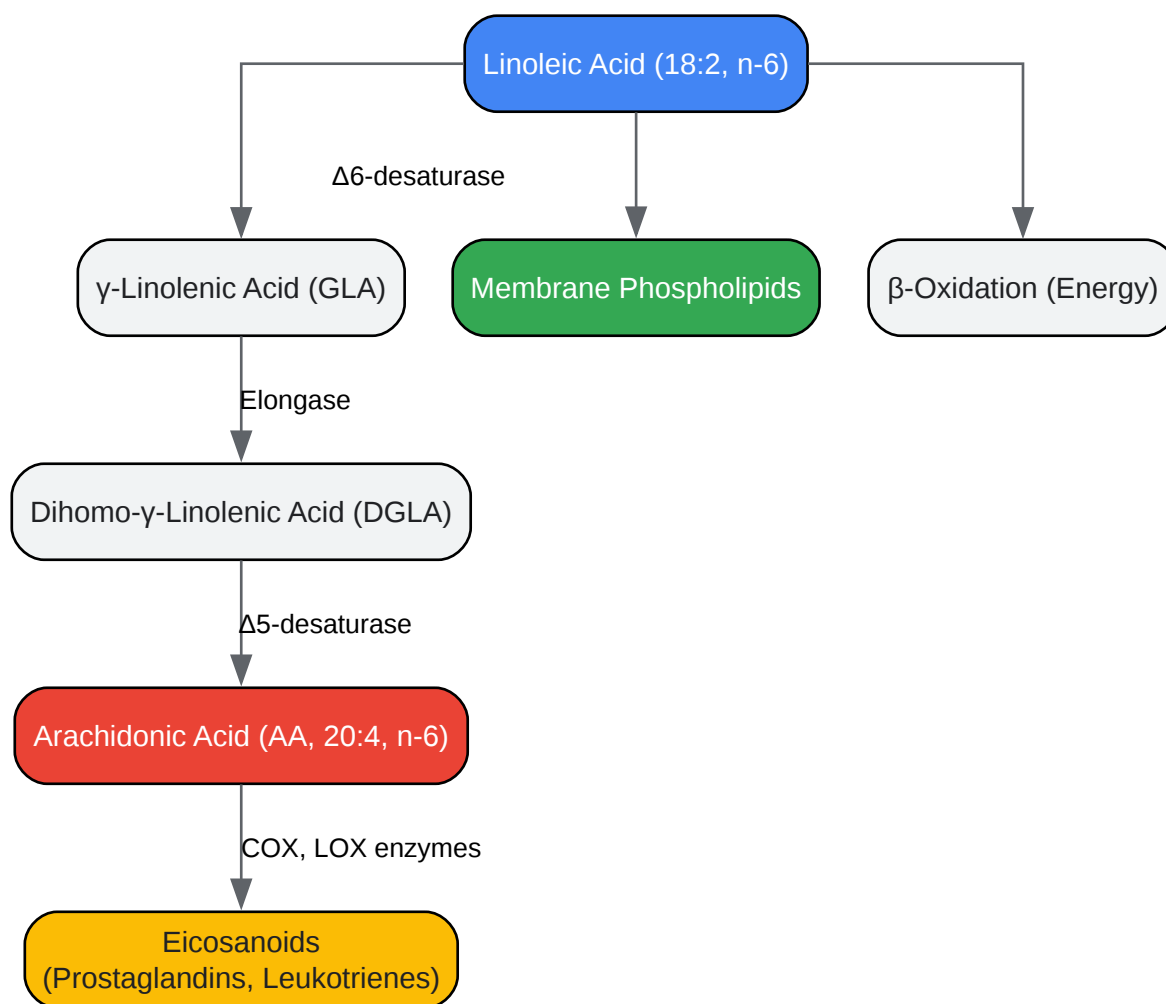 Linoleic Acid (18:2, n-6)
Δ6-desaturase
γ-Linolenic Acid (GLA)
Membrane Phospholipids
β-Oxidation (Energy)
Elongase
Dihomo-γ-Linolenic Acid (DGLA)
Δ5-desaturase
Arachidonic Acid (AA, 20:4, n-6)
COX, LOX enzymes
Eicosanoids
(Prostaglandins, Leukotrienes)